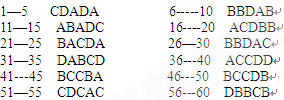 1—5 CDADA 6-----10 BBDAB↵
11—15 ABADC 16----20 ACDBB↵
21—25 BACDA 26—30 BBDAC↵
31—35 DABCD 36—40 ACCDD↵
41---45 BCCBA 46---50 BCCDB↵
51—55 CDCAC 56---60 DBBCB↵